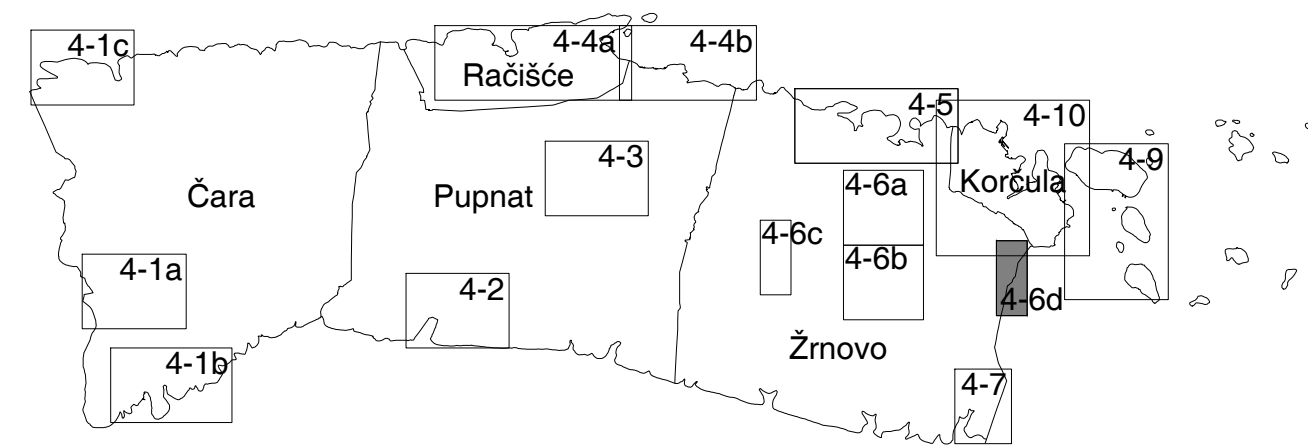 4-1c
4-4a
4-4b
Račišće
4-5
4-10
4-3
4-9
Čara
Pupnat
4-6a
Korčula
4-6c
4-6b
4-1a
4-2
4-6d
Žrnovo
4-1b
4-7